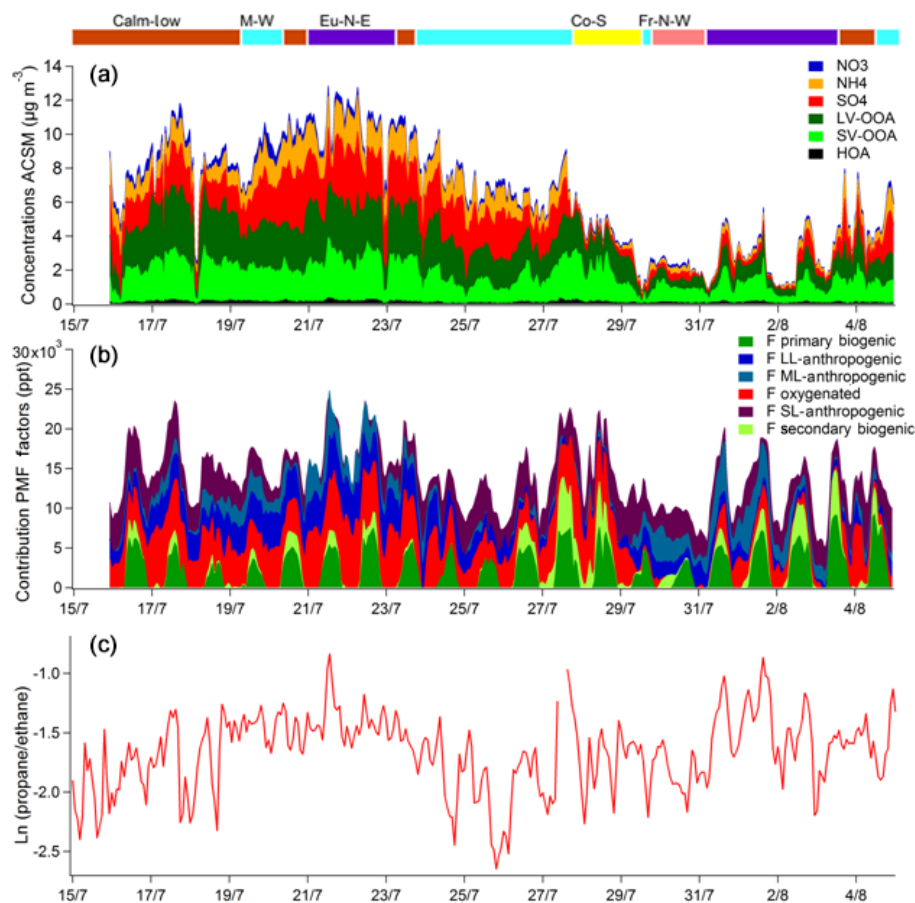 Calm-low M-W Eu-N-E Co-S Fr-N-W
(a)
Concentrations ACSM (µg m⁻³)
14
12
10
8
6
4
2
0
NO3
NH4
SO4
LV-OOA
SV-OOA
HOA
15/7 17/7 19/7 21/7 23/7 25/7 27/7 29/7 31/7 2/8 4/8
(b)
Contribution PMF factors (ppt)
30x10³
25
20
15
10
5
0
F primary biogenic
F LL-anthropogenic
F ML-anthropogenic
F oxygenated
F SL-anthropogenic
F secondary biogenic
15/7 17/7 19/7 21/7 23/7 25/7 27/7 29/7 31/7 2/8 4/8
(c)
Ln (propane/ethane)
-1.0
-1.5
-2.0
-2.5
15/7 17/7 19/7 21/7 23/7 25/7 27/7 29/7 31/7 2/8 4/8